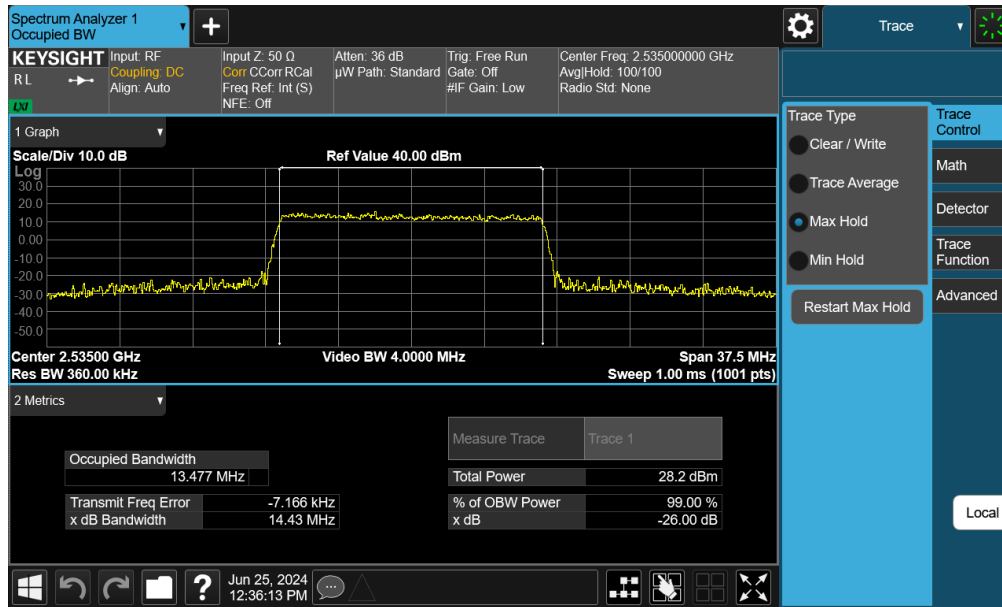 Spectrum Analyzer 1
Occupied BW
▼
+
Trace
▼
KEYSIGHT
R L
LXI
Input: RF
Coupling: DC
Align: Auto
Input Z: 50 Ω
Corr CCorr RCal
Freq Ref: Int (S)
NFE: Off
Atten: 36 dB
µW Path: Standard
Trig: Free Run
Gate: Off
#IF Gain: Low
Center Freq: 2.535000000 GHz
Avg|Hold: 100/100
Radio Std: None
1 Graph
▼
Scale/Div 10.0 dB
Ref Value 40.00 dBm
Log
30.0
20.0
10.0
0.00
-10.0
-20.0
-30.0
-40.0
-50.0
Center 2.53500 GHz
Video BW 4.0000 MHz
Span 37.5 MHz
Res BW 360.00 kHz
Sweep 1.00 ms (1001 pts)
2 Metrics
▼
Measure Trace
Trace 1
Occupied Bandwidth
13.477 MHz
Total Power
28.2 dBm
Transmit Freq Error
-7.166 kHz
% of OBW Power
99.00 %
x dB Bandwidth
14.43 MHz
x dB
-26.00 dB
Trace Type
Clear / Write
Trace Average
Max Hold
Min Hold
Restart Max Hold
Trace
Control
Math
Detector
Trace
Function
Advanced
Local
?
Jun 25, 2024
12:36:13 PM